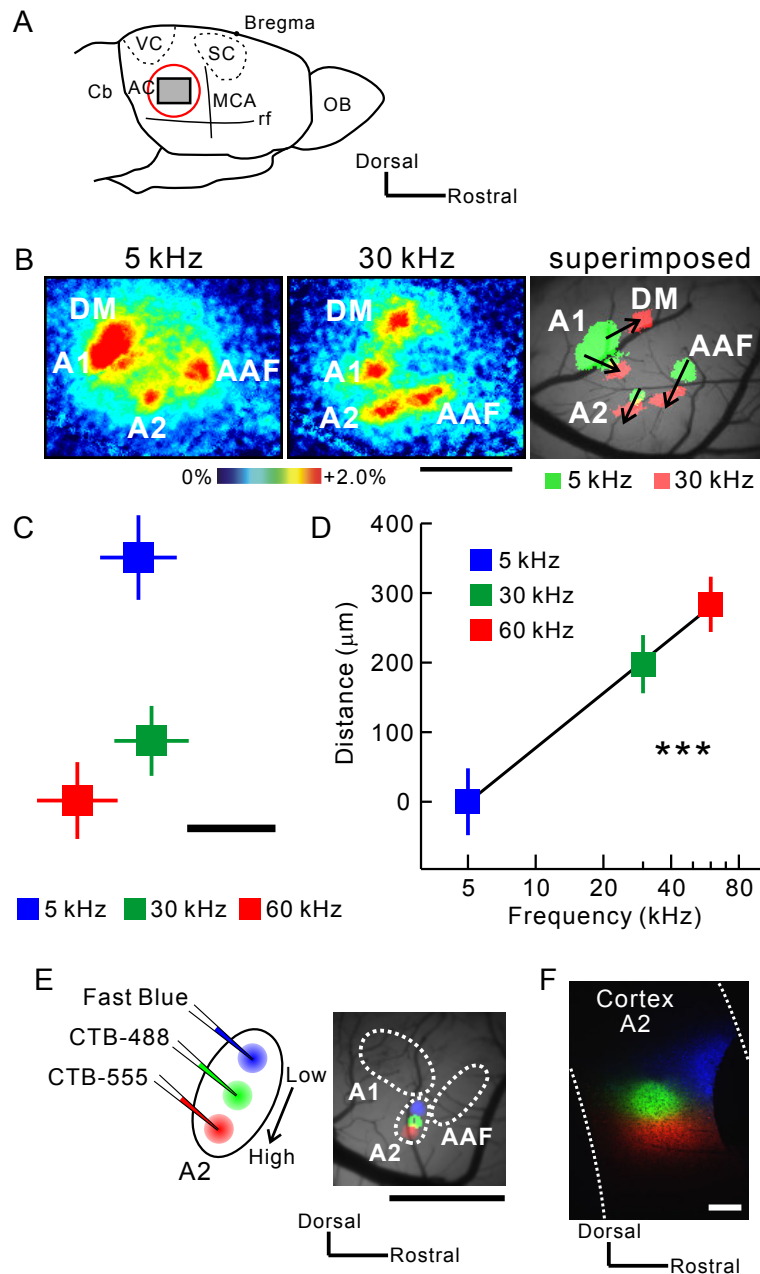 A
Bregma
VC
SC
Cb
AC
MCA
OB
rf
Dorsal
Rostral
B
5 kHz
30 kHz
superimposed
DM
A1
A2
AAF
DM
A1
A2
AAF
DM
A1
AAF
A2
0%
+2.0%
5 kHz
30 kHz
C
5 kHz
30 kHz
60 kHz
D
400
300
200
100
0
Distance (μm)
5 kHz
30 kHz
60 kHz
***
5
10
20
40
80
Frequency (kHz)
E
Fast Blue
CTB-488
CTB-555
Low
High
A2
A1
A2
AAF
Dorsal
Rostral
F
Cortex
A2
Dorsal
Rostral